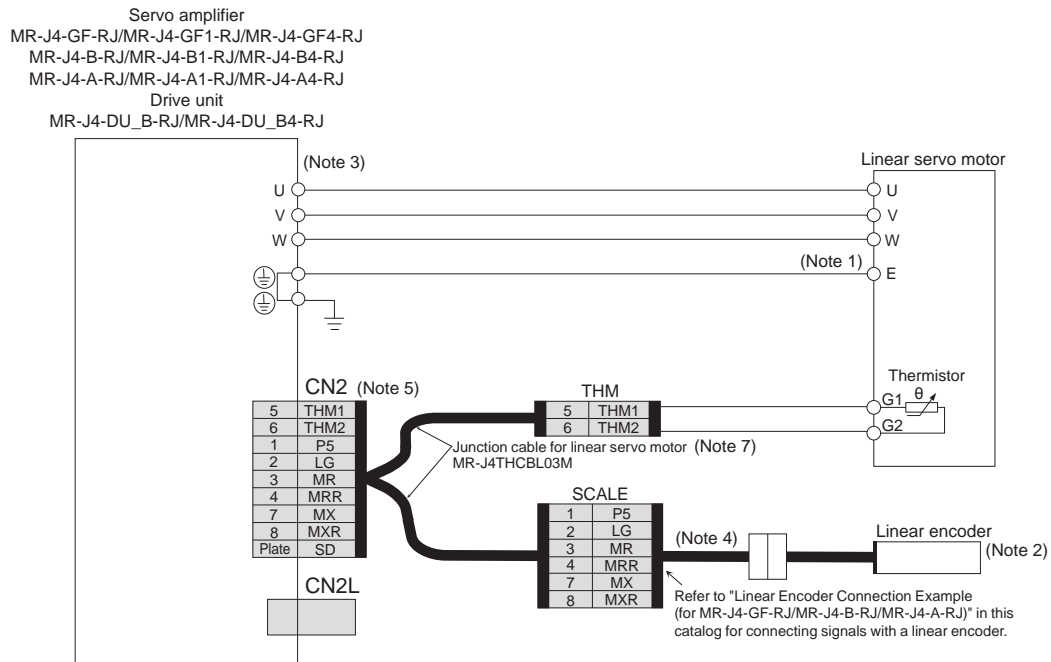 Servo amplifier
MR-J4-GF-RJ/MR-J4-GF1-RJ/MR-J4-GF4-RJ
MR-J4-B-RJ/MR-J4-B1-RJ/MR-J4-B4-RJ
MR-J4-A-RJ/MR-J4-A1-RJ/MR-J4-A4-RJ
Drive unit
MR-J4-DU_B-RJ/MR-J4-DU_B4-RJ
(Note 3)
Linear servo motor
U
U
V
V
W
W
(Note 1)
E
CN2 (Note 5)
5 THM1
6 THM2
1 P5
2 LG
3 MR
4 MRR
7 MX
8 MXR
Plate SD
CN2L
THM
5 THM1
6 THM2
Thermistor
θ
G1
G2
Junction cable for linear servo motor (Note 7)
MR-J4THCBL03M
SCALE
1 P5
2 LG
3 MR
4 MRR
7 MX
8 MXR
(Note 4)
Linear encoder
(Note 2)
Refer to "Linear Encoder Connection Example
(for MR-J4-GF-RJ/MR-J4-B-RJ/MR-J4-A-RJ)" in this
catalog for connecting signals with a linear encoder.